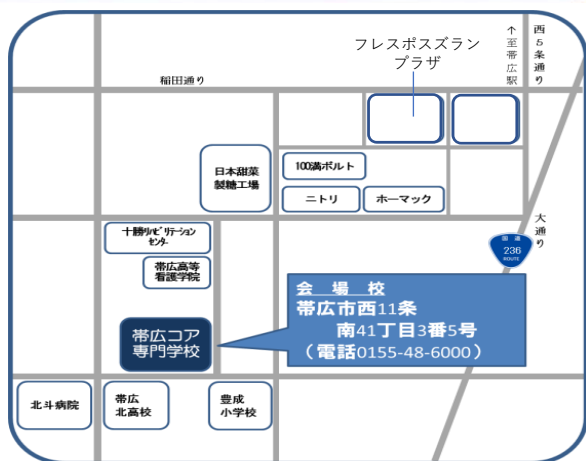 フレスポスズラン
プラザ
↑至帯広駅
西5条通り
稲田通り
日本甜菜
製糖工場
100満ボルト
ニトリ
ホーマック
大通り
十勝リハビリテーション
センター
帯広高等
看護学院
国道
236
ROUTE
会場校
帯広市西11条
南41丁目3番5号
（電話0155-48-6000）
帯広コア
専門学校
北斗病院
帯広
北高校
豊成
小学校